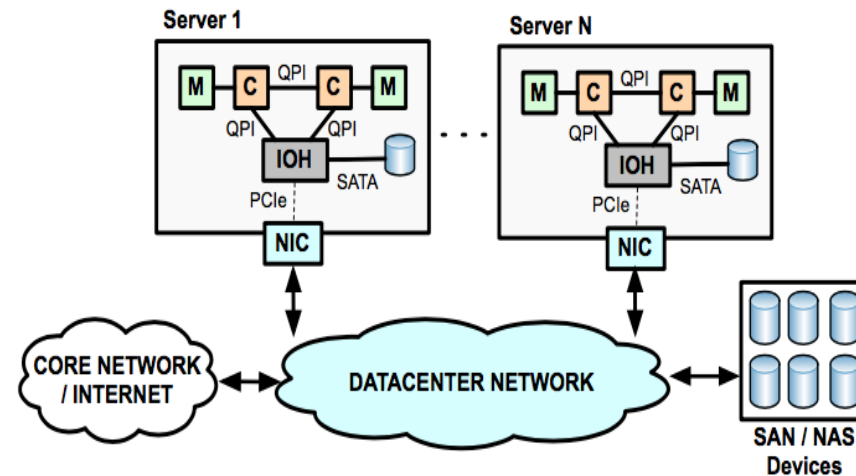 Server 1
Server N
M C QPI C M
QPI QPI
IOH
SATA
PCIe
NIC
M C QPI C M
QPI QPI
IOH
SATA
PCIe
NIC
CORE NETWORK
/ INTERNET
DATACENTER NETWORK
SAN / NAS
Devices